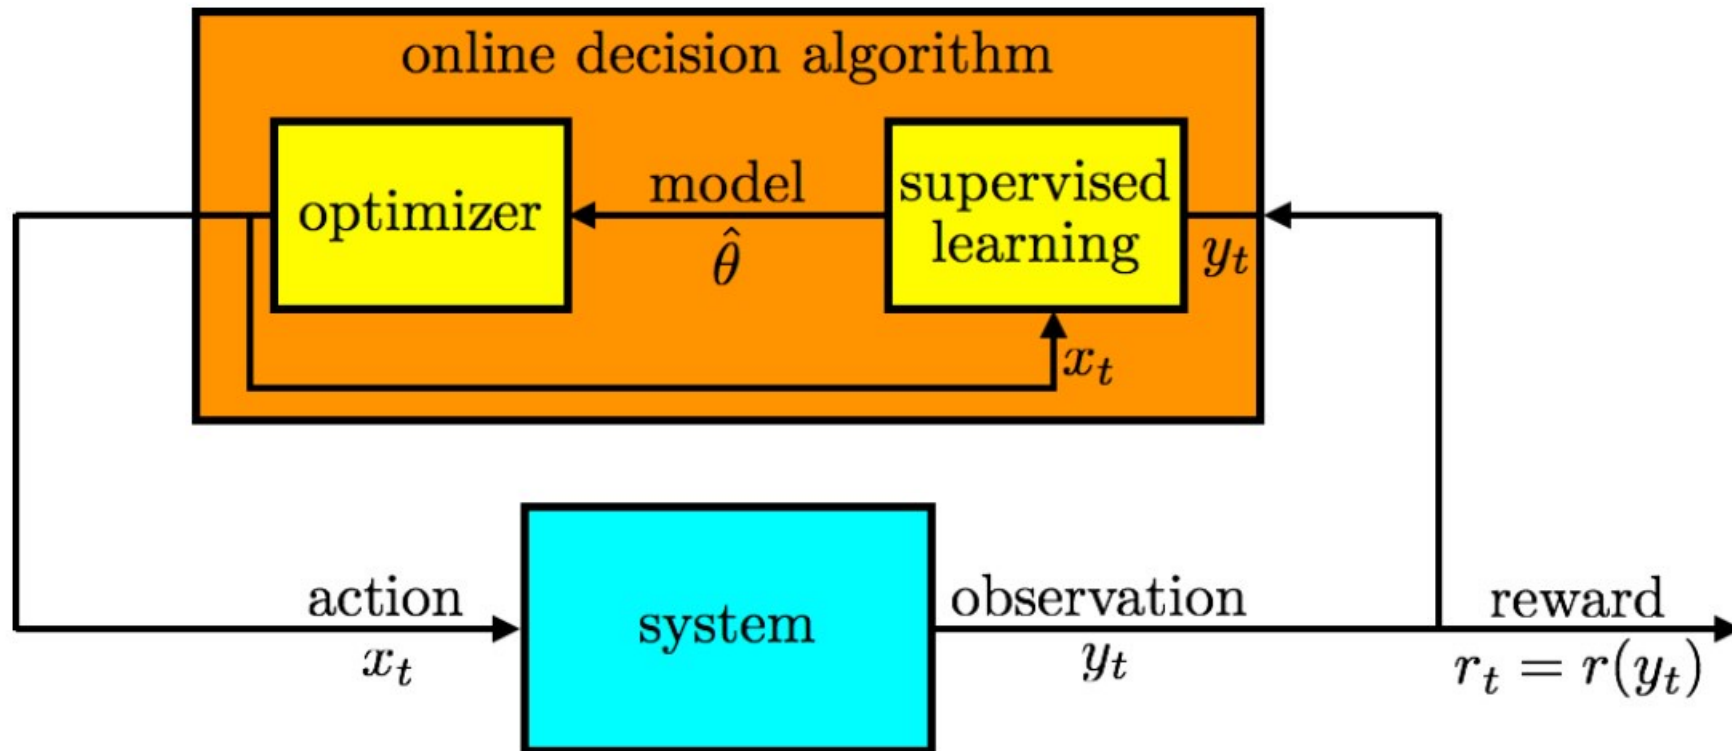 online decision algorithm
optimizer
model
θ̂
supervised
learning
y_t
x_t
action
x_t
system
observation
y_t
reward
r_t = r(y_t)